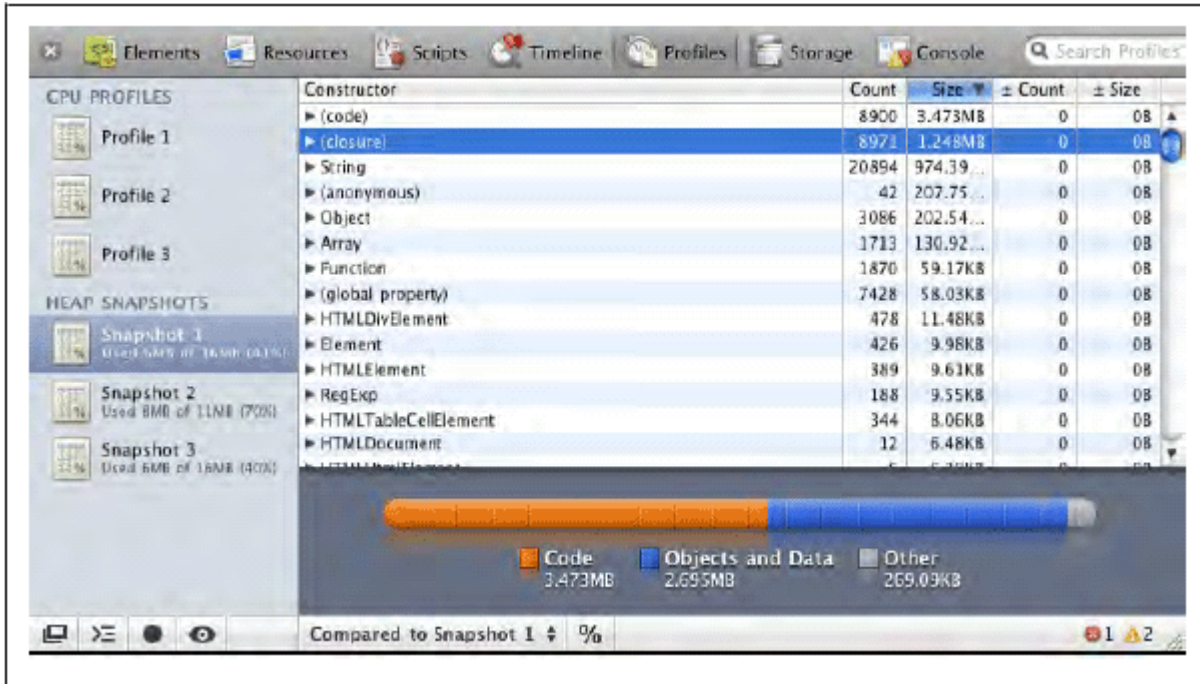 Elements Resources Scripts Timeline Profiles Storage Console Search Profiles
CPU PROFILES
Profile 1
Profile 2
Profile 3
HEAP SNAPSHOTS
Snapshot 1
Used 6MB of 16MB (41%)
Snapshot 2
Used 8MB of 11MB (70%)
Snapshot 3
Used 6MB of 16MB (40%)
Constructor Count Size ± Count ± Size
(code) 8900 3.473MB 0 0B
(closure) 8971 1.248MB 0 0B
String 20894 974.39... 0 0B
(anonymous) 42 207.75... 0 0B
Object 3086 202.54... 0 0B
Array 1713 130.92... 0 0B
Function 1870 59.17KB 0 0B
(global property) 7428 58.03KB 0 0B
HTMLDivElement 478 11.48KB 0 0B
Element 426 9.98KB 0 0B
HTMLElement 389 9.61KB 0 0B
RegExp 188 9.55KB 0 0B
HTMLTableCellElement 344 8.06KB 0 0B
HTMLDocument 12 6.48KB 0 0B
Code
3.473MB
Objects and Data
2.695MB
Other
269.09KB
Compared to Snapshot 1 %
1 2